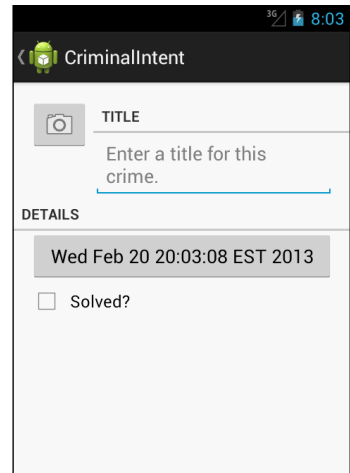 3G 8:03
CriminalIntent
TITLE
Enter a title for this
crime.
DETAILS
Wed Feb 20 20:03:08 EST 2013
Solved?